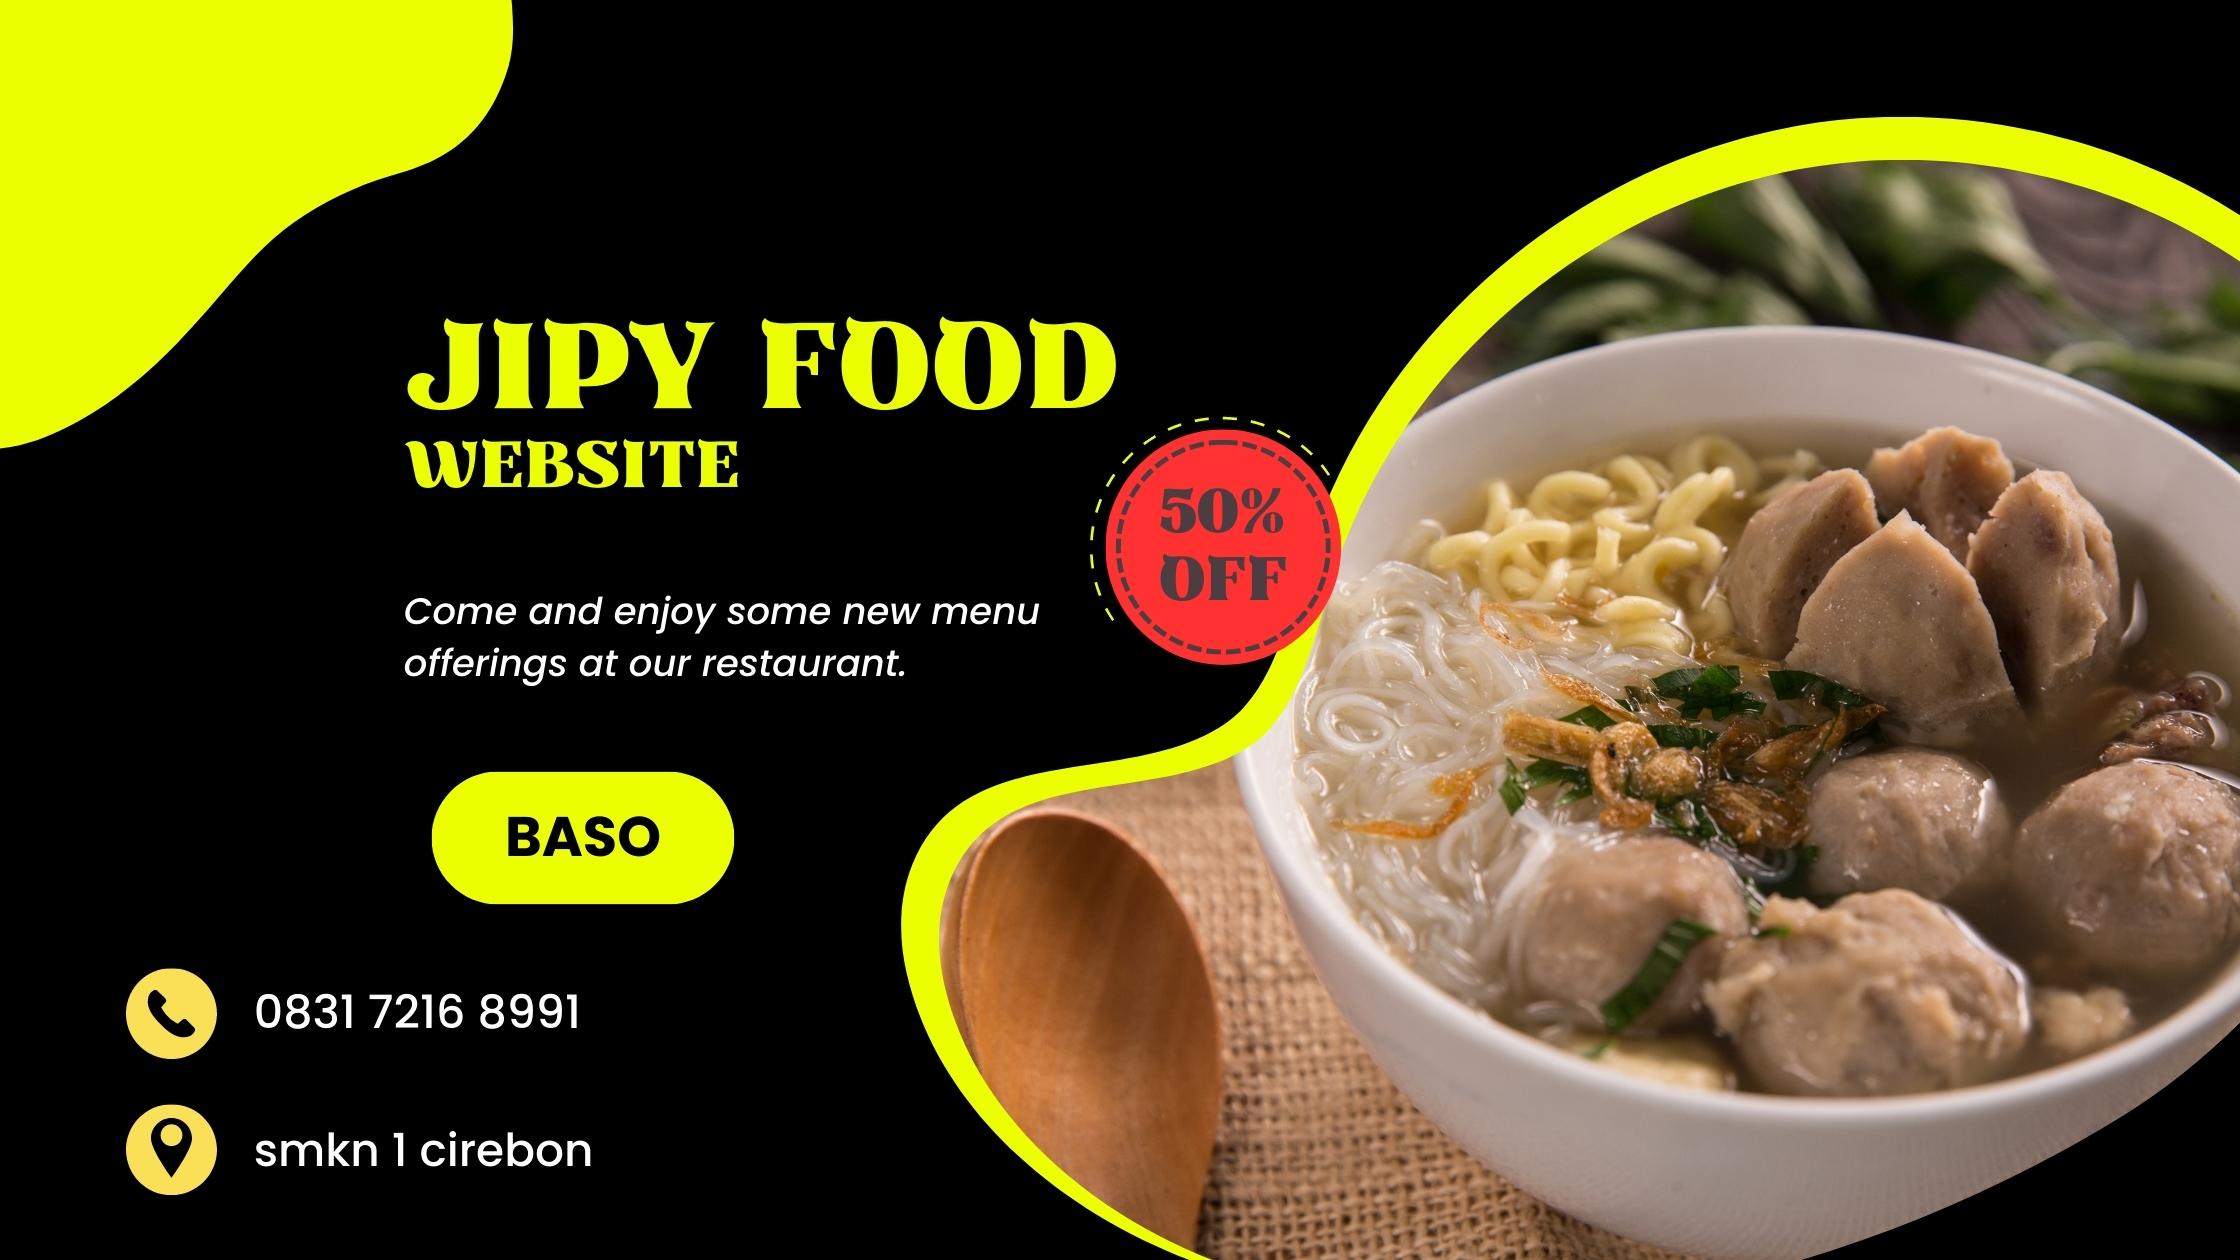 JIPY FOOD
WEBSITE
50%
OFF
Come and enjoy some new menu
offerings at our restaurant.
BASO
0831 7216 8991
smkn 1 cirebon